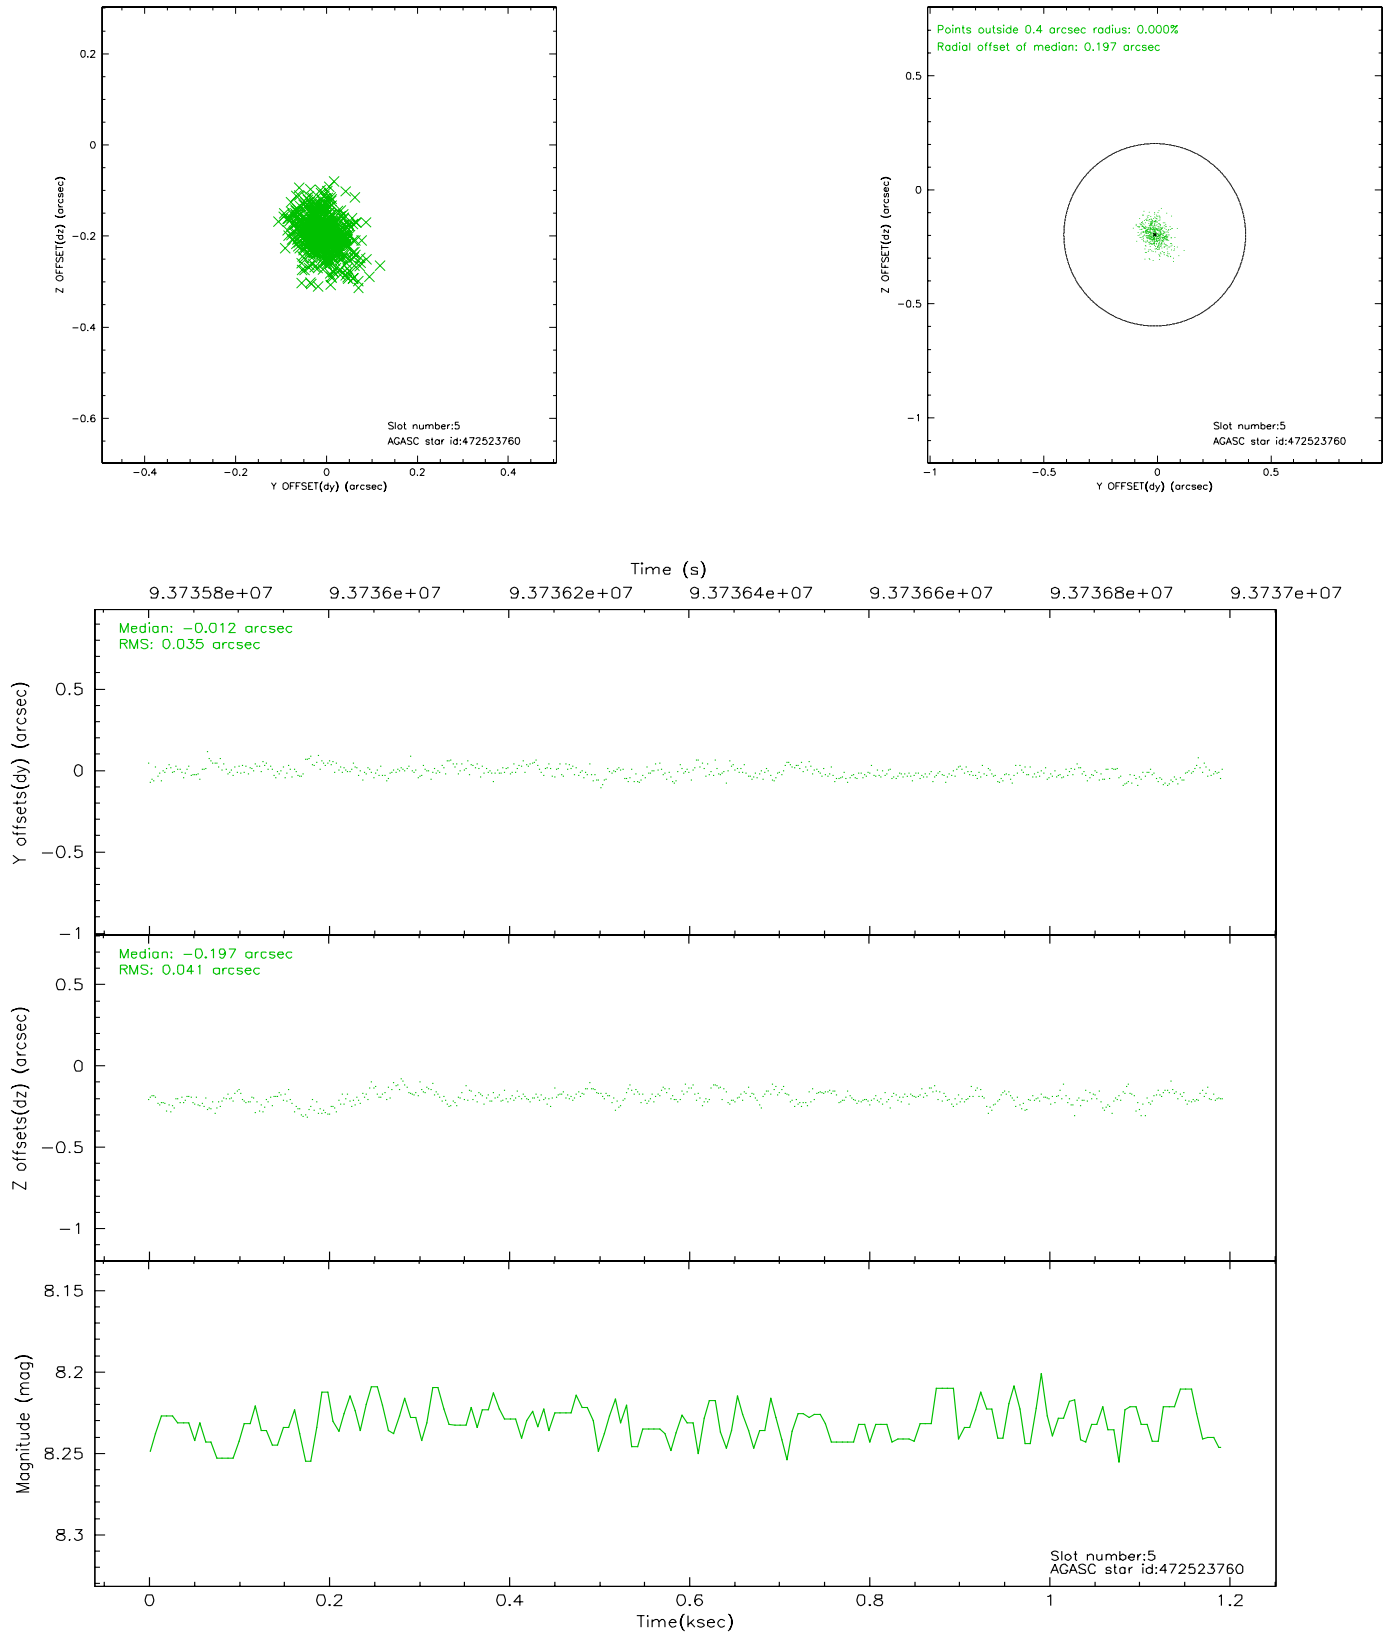 0.2
0
-0.2
-0.4
-0.6
Z OFFSET(dz) (arcsec)
Slot number:5
AGASC star id:472523760
-0.4 -0.2 0 0.2 0.4
Y OFFSET(dy) (arcsec)
Points outside 0.4 arcsec radius: 0.000%
Radial offset of median: 0.197 arcsec
0.5
0
-0.5
-1
Z OFFSET(dz) (arcsec)
Slot number:5
AGASC star id:472523760
-1 -0.5 0 0.5
Y OFFSET(dy) (arcsec)
Time (s)
9.37358e+07 9.3736e+07 9.37362e+07 9.37364e+07 9.37366e+07 9.37368e+07 9.3737e+07
Median: -0.012 arcsec
RMS: 0.035 arcsec
0.5
0
-0.5
-1
Y offsets(dy) (arcsec)
Median: -0.197 arcsec
RMS: 0.041 arcsec
0.5
0
-0.5
-1
Z offsets(dz) (arcsec)
8.15
8.2
8.25
8.3
Magnitude (mag)
Slot number:5
AGASC star id:472523760
0 0.2 0.4 0.6 0.8 1 1.2
Time(ksec)